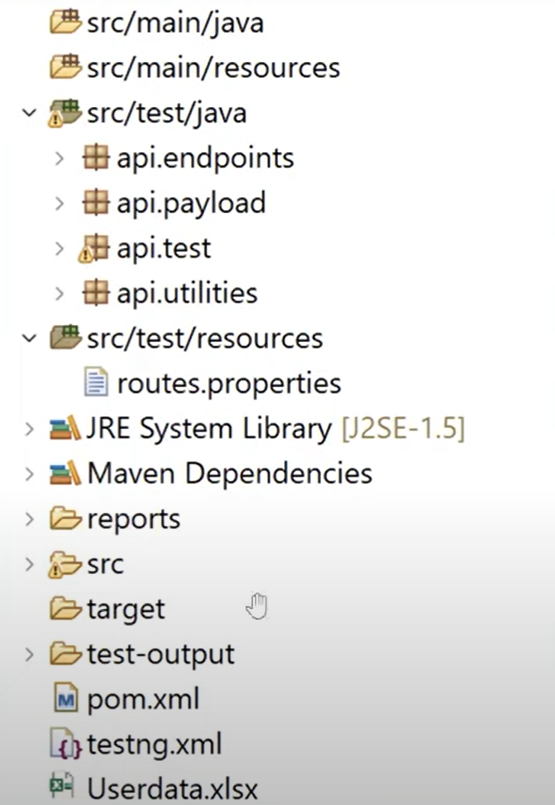 src/main/java
src/main/resources
src/test/java
api.endpoints
api.payload
api.test
api.utilities
src/test/resources
routes.properties
JRE System Library [J2SE-1.5]
Maven Dependencies
reports
src
target
test-output
pom.xml
testng.xml
Userdata.xlsx